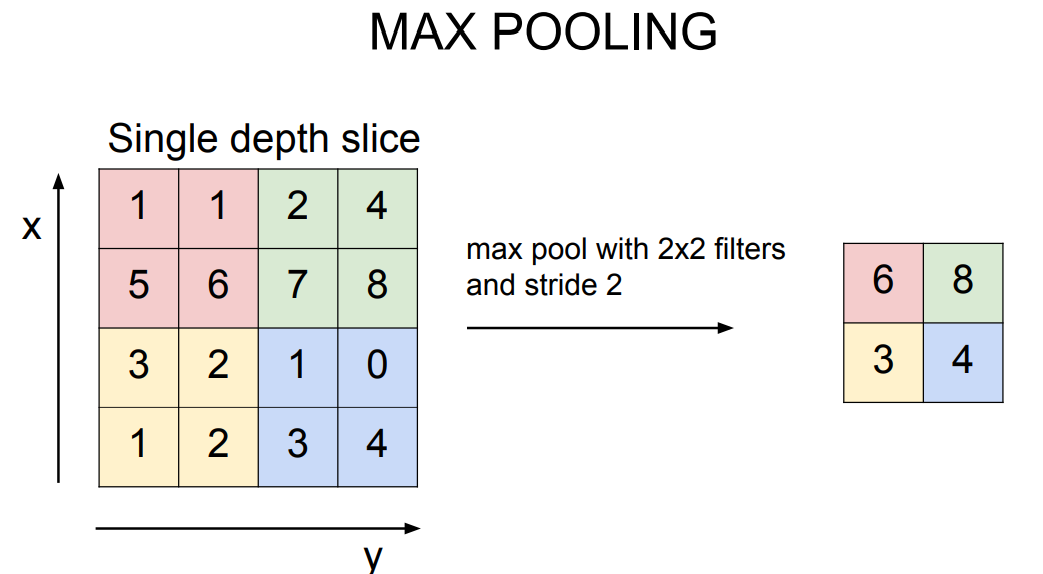 MAX POOLING
Single depth slice
x
1 1 2 4
5 6 7 8
3 2 1 0
1 2 3 4
y
max pool with 2x2 filters
and stride 2
6 8
3 4